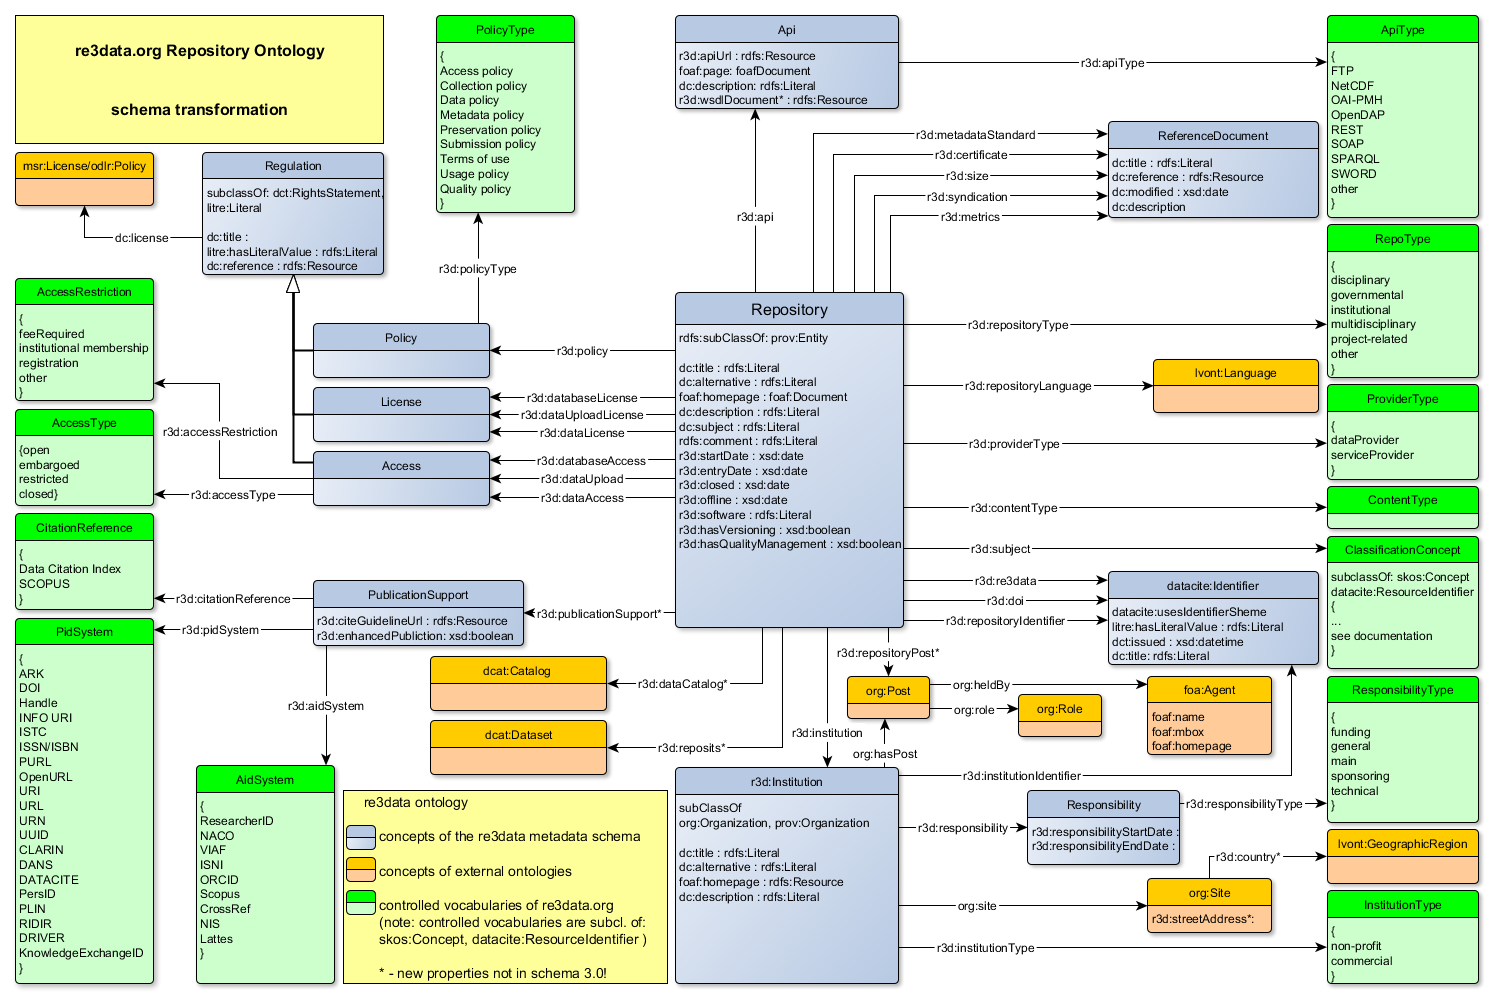 re3data.org Repository Ontology
schema transformation
msr:License/odlr:Policy
dc:license
Regulation
subclassOf: dct:RightsStatement,
litre:Literal
dc:title :
litre:hasLiteralValue : rdfs:Literal
dc:reference : rdfs:Resource
PolicyType
{
Access policy
Collection policy
Data policy
Metadata policy
Preservation policy
Submission policy
Terms of use
Usage policy
Quality policy
}
r3d:policyType
Api
r3d:apiUrl : rdfs:Resource
foaf:page: foafDocument
dc:description: rdfs:Literal
r3d:wsdlDocument* : rdfs:Resource
r3d:apiType
r3d:api
ApiType
{
FTP
NetCDF
OAI-PMH
OpenDAP
REST
SOAP
SPARQL
SWORD
other
}
r3d:metadataStandard
r3d:certificate
r3d:size
r3d:syndication
r3d:metrics
ReferenceDocument
dc:title : rdfs:Literal
dc:reference : rdfs:Resource
dc:modified : xsd:date
dc:description
RepoType
{
disciplinary
governmental
institutional
multidisciplinary
project-related
other
}
AccessRestriction
{
feeRequired
institutional membership
registration
other
}
AccessType
{open
embargoed
restricted
closed}
r3d:accessRestriction
r3d:accessType
Policy
License
Access
r3d:policy
r3d:databaseLicense
r3d:dataUploadLicense
r3d:dataLicense
r3d:databaseAccess
r3d:dataUpload
r3d:dataAccess
Repository
rdfs:subClassOf: prov:Entity
dc:title : rdfs:Literal
dc:alternative : rdfs:Literal
foaf:homepage : foaf:Document
dc:description : rdfs:Literal
dc:subject : rdfs:Literal
rdfs:comment : rdfs:Literal
r3d:startDate : xsd:date
r3d:entryDate : xsd:date
r3d:closed : xsd:date
r3d:offline : xsd:date
r3d:software : rdfs:Literal
r3d:hasVersioning : xsd:boolean
r3d:hasQualityManagement : xsd:boolean
r3d:repositoryType
r3d:repositoryLanguage
lvont:Language
r3d:providerType
ProviderType
{
dataProvider
serviceProvider
}
r3d:contentType
ContentType
r3d:subject
ClassificationConcept
subclassOf: skos:Concept
datacite:ResourceIdentifier
{
...
see documentation
}
r3d:re3data
r3d:doi
r3d:repositoryIdentifier
datacite:Identifier
datacite:usesIdentifierSheme
litre:hasLiteralValue : rdfs:Literal
dct:issued : xsd:datetime
dc:title: rdfs:Literal
CitationReference
{
Data Citation Index
SCOPUS
}
r3d:citationReference
r3d:pidSystem
PublicationSupport
r3d:citeGuidelineUrl : rdfs:Resource
r3d:enhancedPubliction: xsd:boolean
r3d:publicationSupport*
PidSystem
{
ARK
DOI
Handle
INFO URI
ISTC
ISSN/ISBN
PURL
OpenURL
URI
URL
URN
UUID
CLARIN
DANS
DATACITE
PersID
PLIN
RIDIR
DRIVER
KnowledgeExchangeID
}
r3d:aidSystem
AidSystem
{
ResearcherID
NACO
VIAF
ISNI
ORCID
Scopus
CrossRef
NIS
Lattes
}
dcat:Catalog
r3d:dataCatalog*
dcat:Dataset
r3d:reposits*
r3d:institution
r3d:repositoryPost*
org:Post
org:heldBy
org:role
org:Role
foa:Agent
foaf:name
foaf:mbox
foaf:homepage
org:hasPost
ResponsibilityType
{
funding
general
main
sponsoring
technical
}
re3data ontology
concepts of the re3data metadata schema
concepts of external ontologies
controlled vocabularies of re3data.org
(note: controlled vocabularies are subcl. of:
skos:Concept, datacite:ResourceIdentifier )
* - new properties not in schema 3.0!
r3d:Institution
subClassOf
org:Organization, prov:Organization
dc:title : rdfs:Literal
dc:alternative : rdfs:Literal
foaf:homepage : rdfs:Resource
dc:description : rdfs:Literal
r3d:institutionIdentifier
r3d:responsibility
Responsibility
r3d:responsibilityStartDate :
r3d:responsibilityEndDate :
r3d:responsibilityType
r3d:country*
lvont:GeographicRegion
org:site
org:Site
r3d:streetAddress*:
r3d:institutionType
InstitutionType
{
non-profit
commercial
}